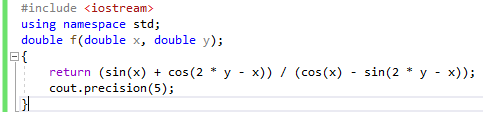 #include <iostream>
using namespace std;
double f(double x, double y);
{
return (sin(x) + cos(2 * y - x)) / (cos(x) - sin(2 * y - x));
cout.precision(5);
}